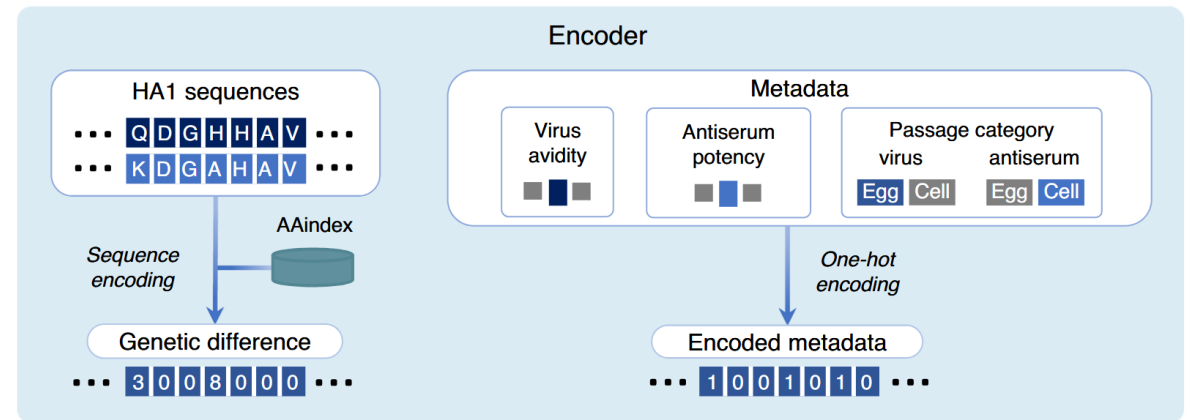 Encoder
HA1 sequences
••• Q D G H H A V •••
••• K D G A H A V •••
AAindex
Sequence
encoding
Genetic difference
••• 3 0 0 8 0 0 0 •••
Metadata
Virus
avidity
Antiserum
potency
Passage category
virus antiserum
Egg Cell Egg Cell
One-hot
encoding
Encoded metadata
••• 1 0 0 1 0 1 0 •••